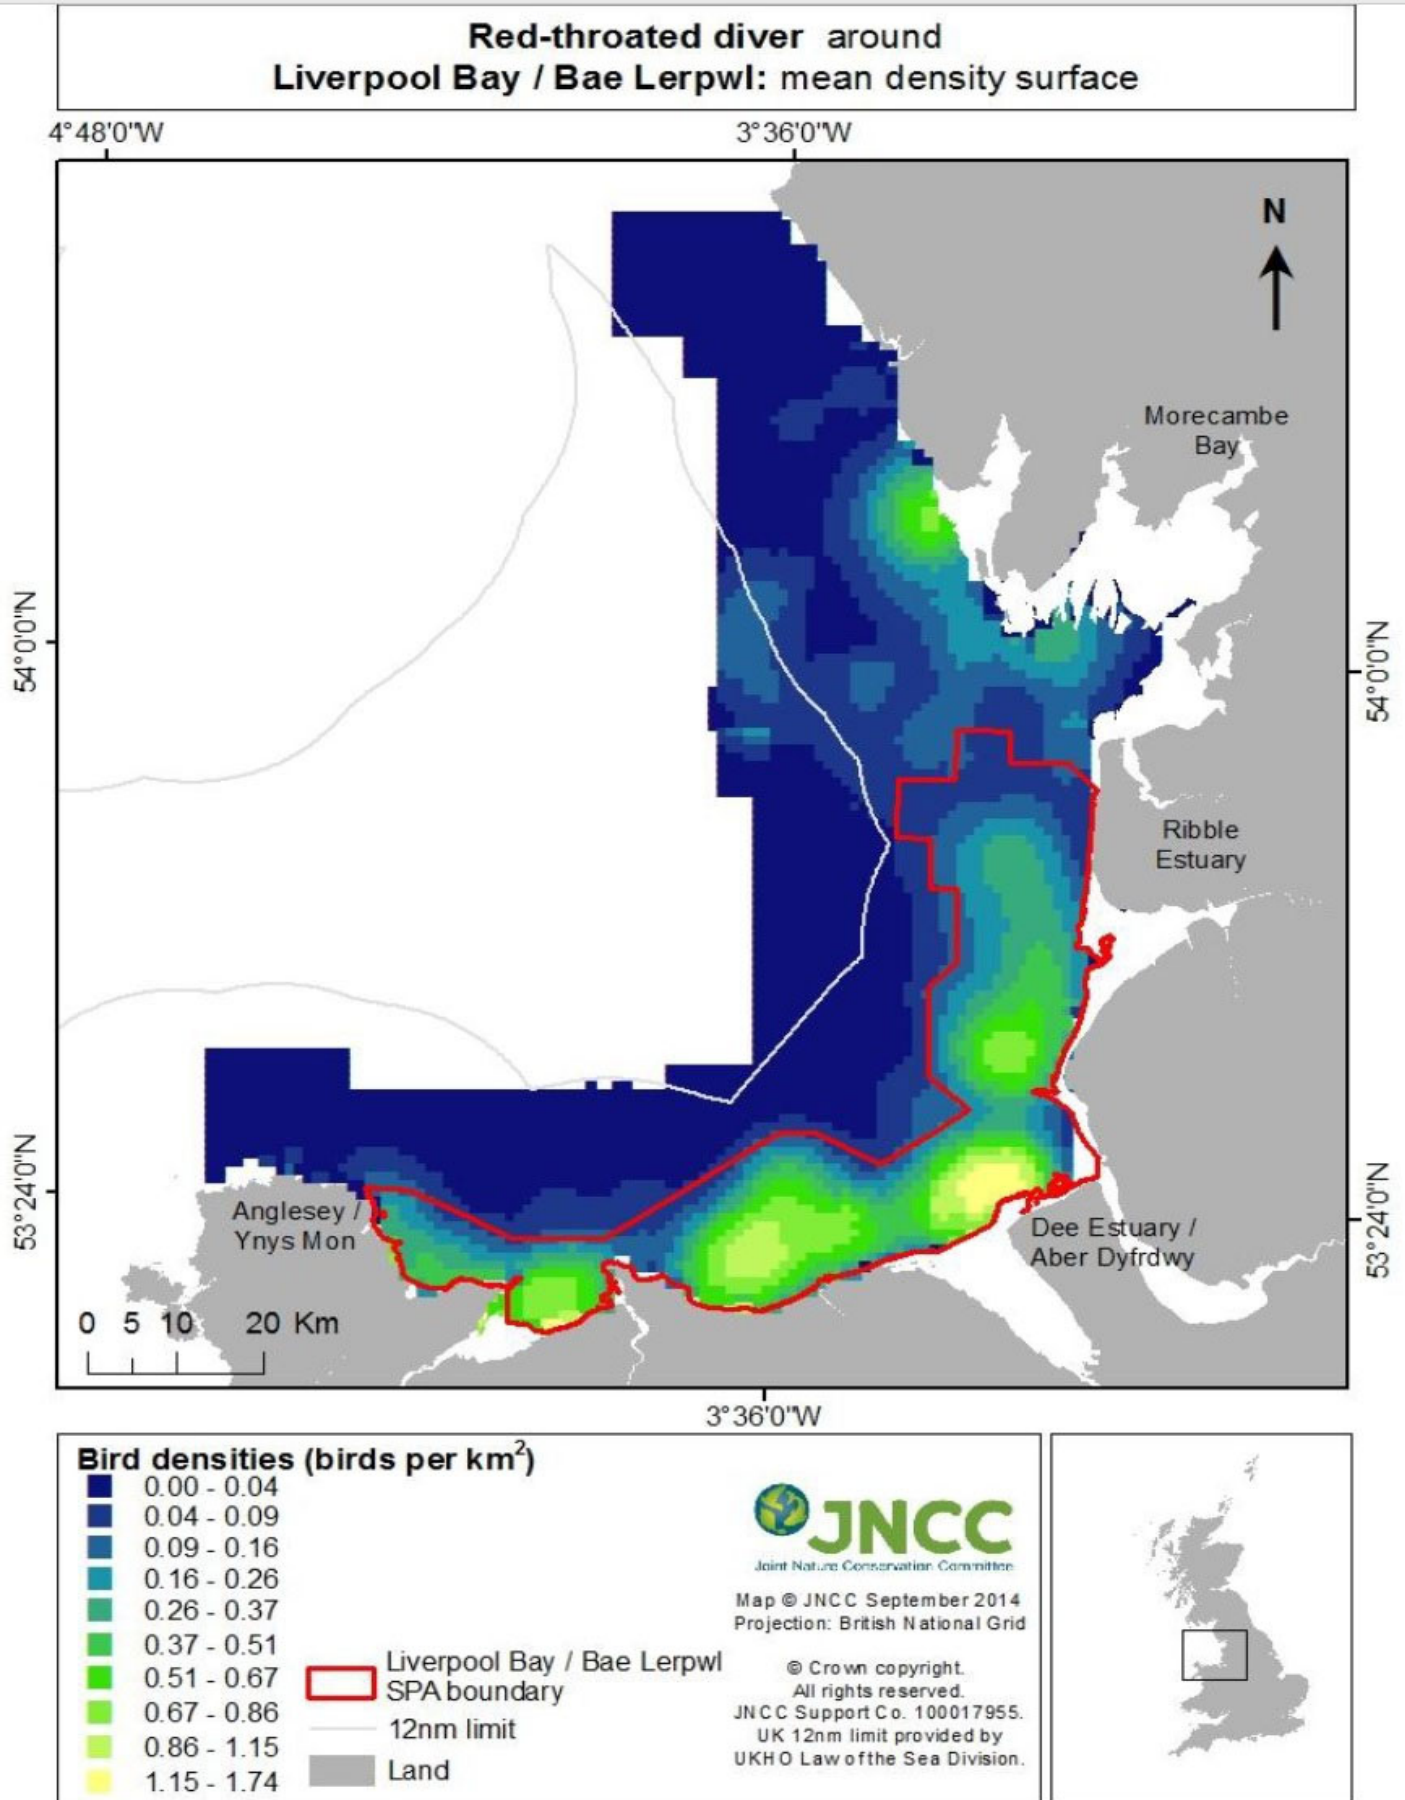 Red-throated diver around
Liverpool Bay / Bae Lerpwl: mean density surface
4°48'0"W
3°36'0"W
N
Morecambe
Bay
54°0'0"N
54°0'0"N
Ribble
Estuary
53°24'0"N
53°24'0"N
Anglesey /
Ynys Mon
Dee Estuary /
Aber Dyfrdwy
0 5 10 20 Km
3°36'0"W
Bird densities (birds per km²)
0.00 - 0.04
0.04 - 0.09
0.09 - 0.16
0.16 - 0.26
0.26 - 0.37
0.37 - 0.51
0.51 - 0.67
0.67 - 0.86
0.86 - 1.15
1.15 - 1.74
Liverpool Bay / Bae Lerpwl
SPA boundary
12nm limit
Land
JNCC
Joint Nature Conservation Committee
Map © JNCC September 2014
Projection: British National Grid
© Crown copyright.
All rights reserved.
JNCC Support Co. 100017955.
UK 12nm limit provided by
UKHO Law of the Sea Division.